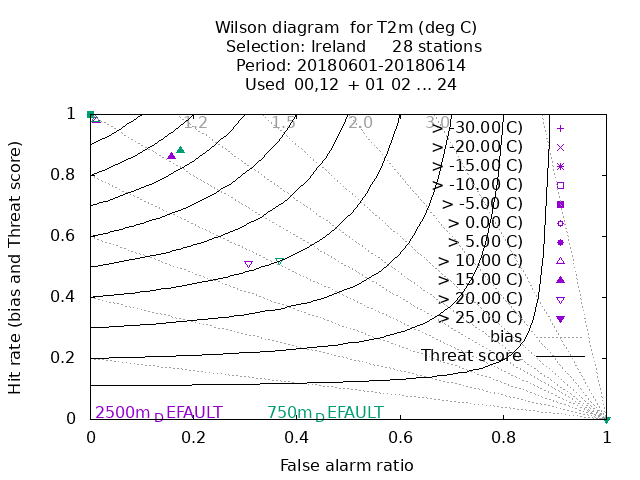 Wilson diagram for T2m (deg C)
Selection: Ireland 28 stations
Period: 20180601-20180614
Used 00,12 + 01 02 ... 24
Hit rate (bias and Threat score)
1
0.8
0.6
0.4
0.2
0
1.2 1.5 2.0 3.0
> -30.00 C)
> -20.00 C)
> -15.00 C)
> -10.00 C)
> -5.00 C)
> 0.00 C)
> 5.00 C)
> 10.00 C)
> 15.00 C)
> 20.00 C)
> 25.00 C)
bias
Threat score
2500m_DEFAULT 750m_DEFAULT
0 0.2 0.4 0.6 0.8 1
False alarm ratio